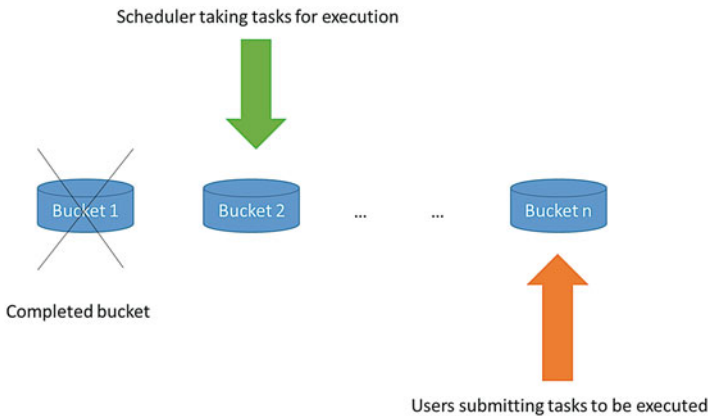 Scheduler taking tasks for execution
Bucket 1
Bucket 2
...
...
Bucket n
Completed bucket
Users submitting tasks to be executed